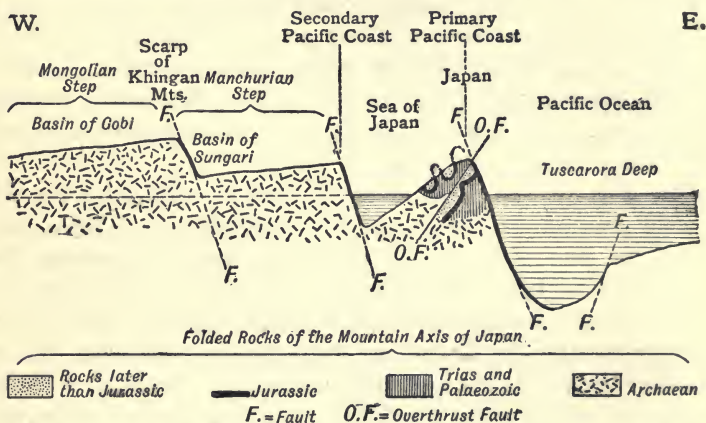 W.
E.
Secondary
Pacific Coast
Primary
Pacific Coast
Scarp
of
Khingan
Mts.
Mongolian
Step
Manchurian
Step
Japan
Sea of
Japan
Pacific Ocean
Basin of Gobi
Basin of
Sungari
Tuscarora Deep
F.
F.
F.
O.F.
F.
F.
F.
O.F.
F.
F.
Folded Rocks of the Mountain Axis of Japan
Rocks later
than Jurassic
Jurassic
Trias and
Palaeozoic
Archaean
F. = Fault O.F. = Overthrust Fault